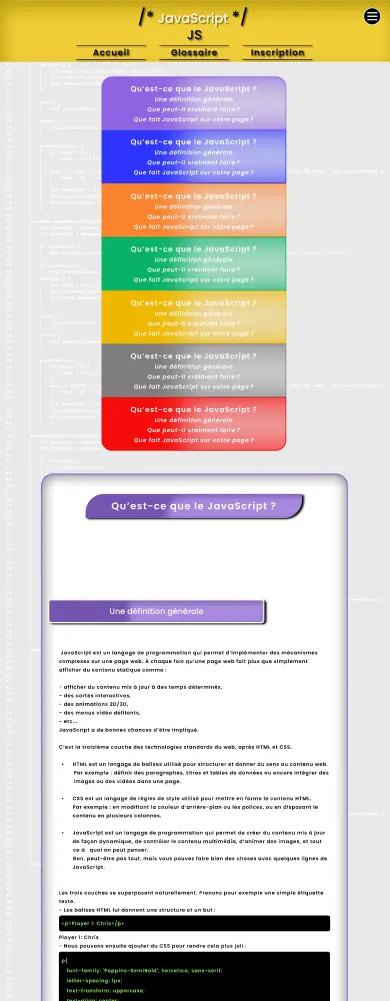 /* JavaScript */
JS
Accueil Glossaire Inscription
Qu'est-ce que le JavaScript ?
Une définition générale
Que peut-il vraiment faire?
Que fait JavaScript sur votre page?
Qu'est-ce que le JavaScript ?
Une définition générale
Que peut-il vraiment faire?
Que fait JavaScript sur votre page?
Qu'est-ce que le JavaScript ?
Une définition générale
Que peut-il vraiment faire?
Que fait JavaScript sur votre page?
Qu'est-ce que le JavaScript ?
Une définition générale
Que peut-il vraiment faire?
Que fait JavaScript sur votre page?
Qu'est-ce que le JavaScript ?
Une définition générale
Que peut-il vraiment faire?
Que fait JavaScript sur votre page?
Qu'est-ce que le JavaScript ?
Une définition générale
Que peut-il vraiment faire?
Que fait JavaScript sur votre page?
Qu'est-ce que le JavaScript ?
Une définition générale
Que peut-il vraiment faire?
Que fait JavaScript sur votre page?
Qu'est-ce que le JavaScript ?
Une définition générale
JavaScript est un langage de programmation qui permet d'implémenter des mécanismes
complexes sur une page web. À chaque fois qu'une page web fait plus que simplement
afficher du contenu statique comme :
- afficher du contenu mis à jour à des temps déterminés,
- des cartes interactives,
- des animations 2D/3D,
- des menus vidéo défilants,
- etc...
JavaScript a de bonnes chances d'être impliqué.
C'est la troisième couche des technologies standards du web, après HTML et CSS.
• HTML est un langage de balises utilisé pour structurer et donner du sens au contenu web.
Par exemple : définir des paragraphes, titres et tables de données ou encore intégrer des
images ou des vidéos dans une page.
• CSS est un langage de règles de style utilisé pour mettre en forme le contenu HTML.
Par exemple : en modifiant la couleur d'arrière-plan ou les polices, ou en disposant le
contenu en plusieurs colonnes.
• JavaScript est un langage de programmation qui permet de créer du contenu mis à jour
de façon dynamique, de contrôler le contenu multimédia, d'animer des images, et tout
ce à quoi on peut penser.
Bon, peut-être pas tout, mais vous pouvez faire bien des choses avec quelques lignes de
JavaScript.
Les trois couches se superposent naturellement. Prenons pour exemple une simple étiquette
texte.
- Les balises HTML lui donnent une structure et un but :
<p>Player 1: Chris</p>
Player 1: Chris
- Nous pouvons ensuite ajouter du CSS pour rendre cela plus joli :
p{
font-family: 'Poppins-SemiBold', helvetica, sans-serif;
letter-spacing: 1px;
text-transform: uppercase;
text-align: center;